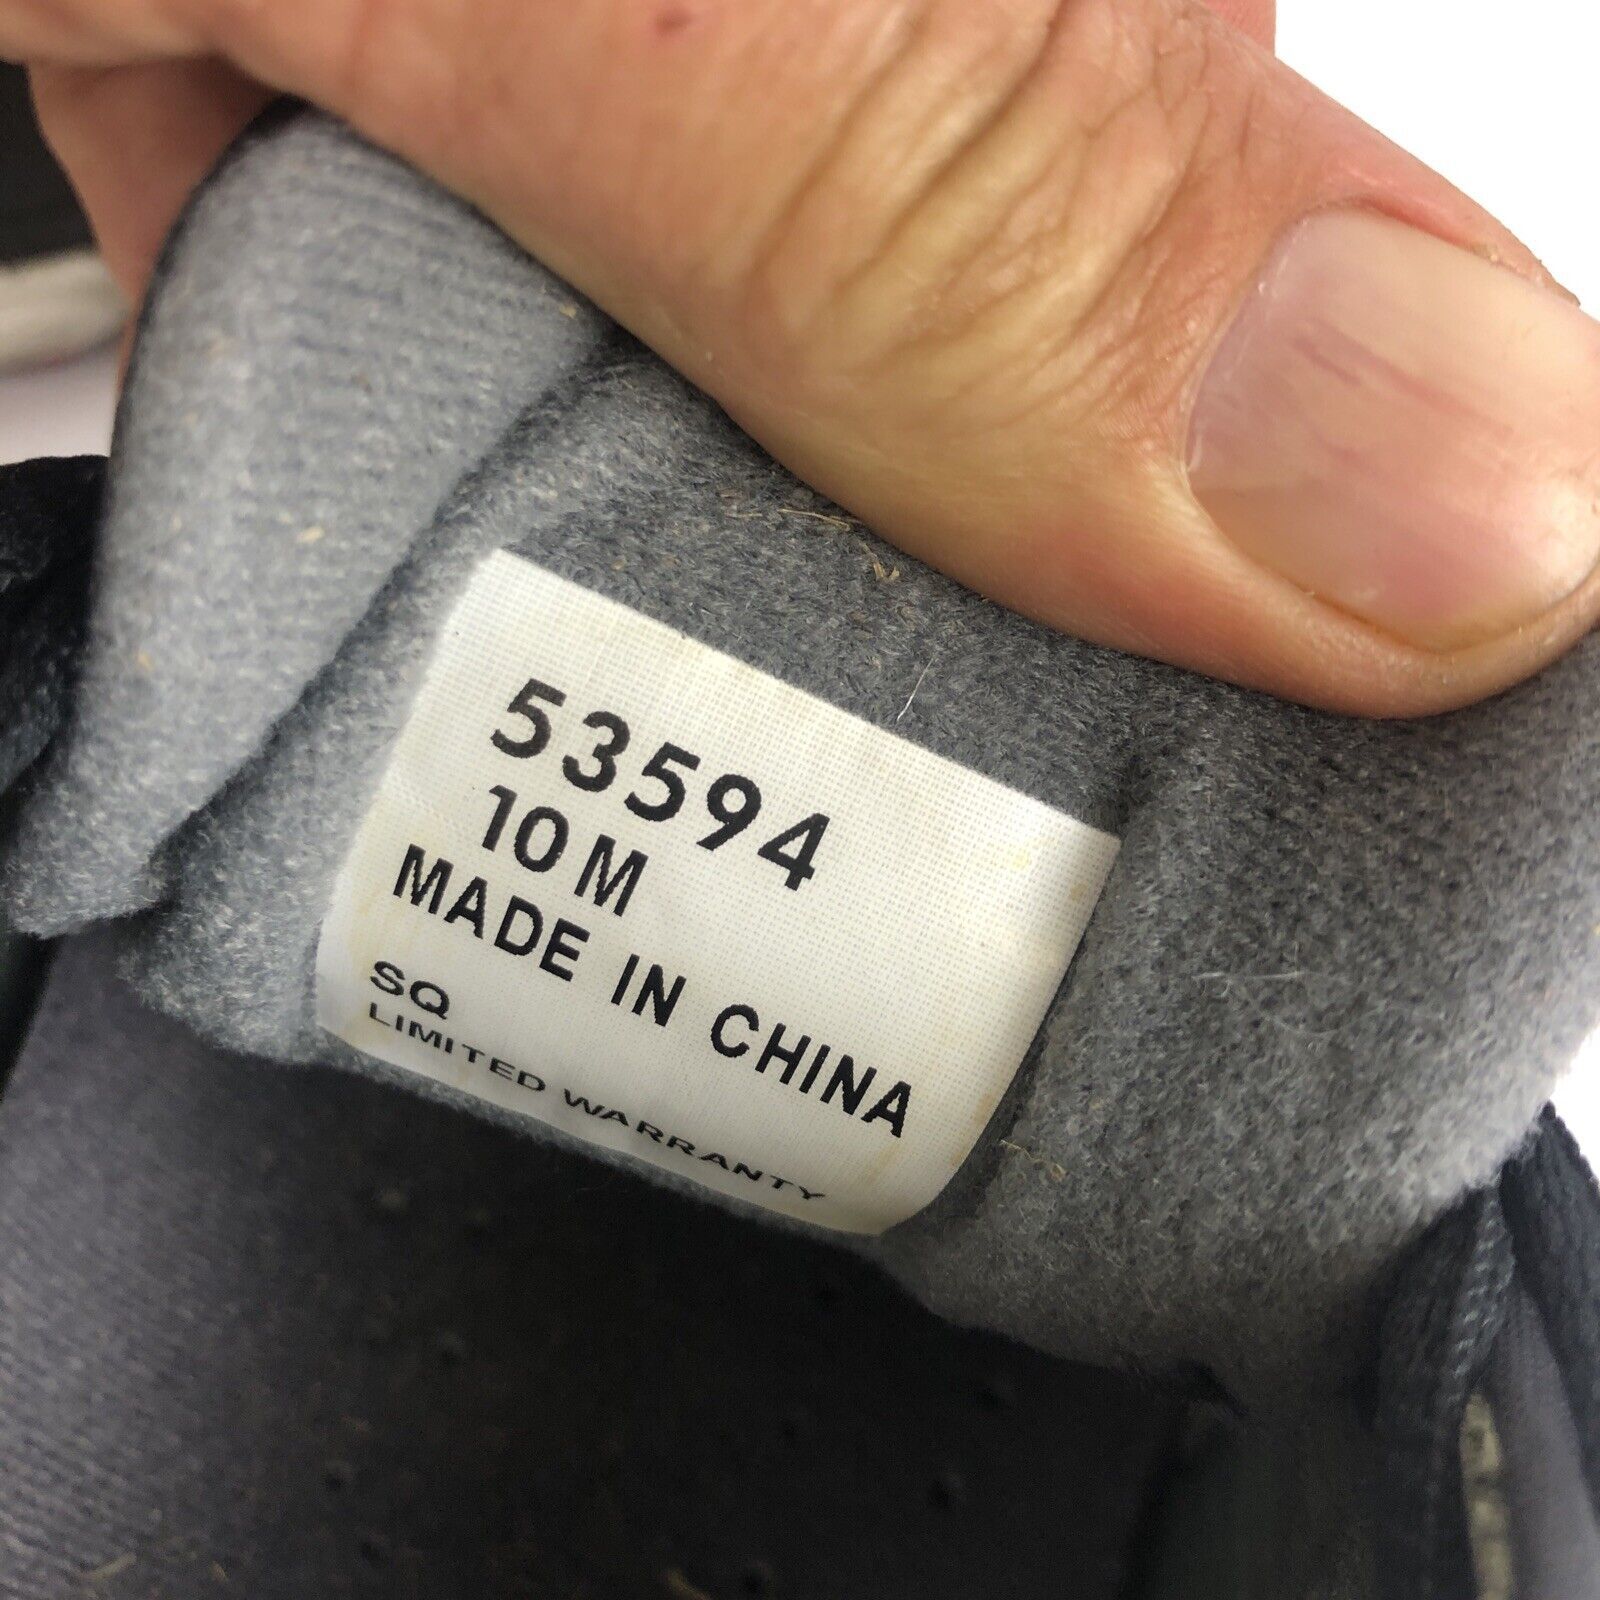 53594
10 M
MADE IN CHINA
SQ
LIMITED WARRANTY